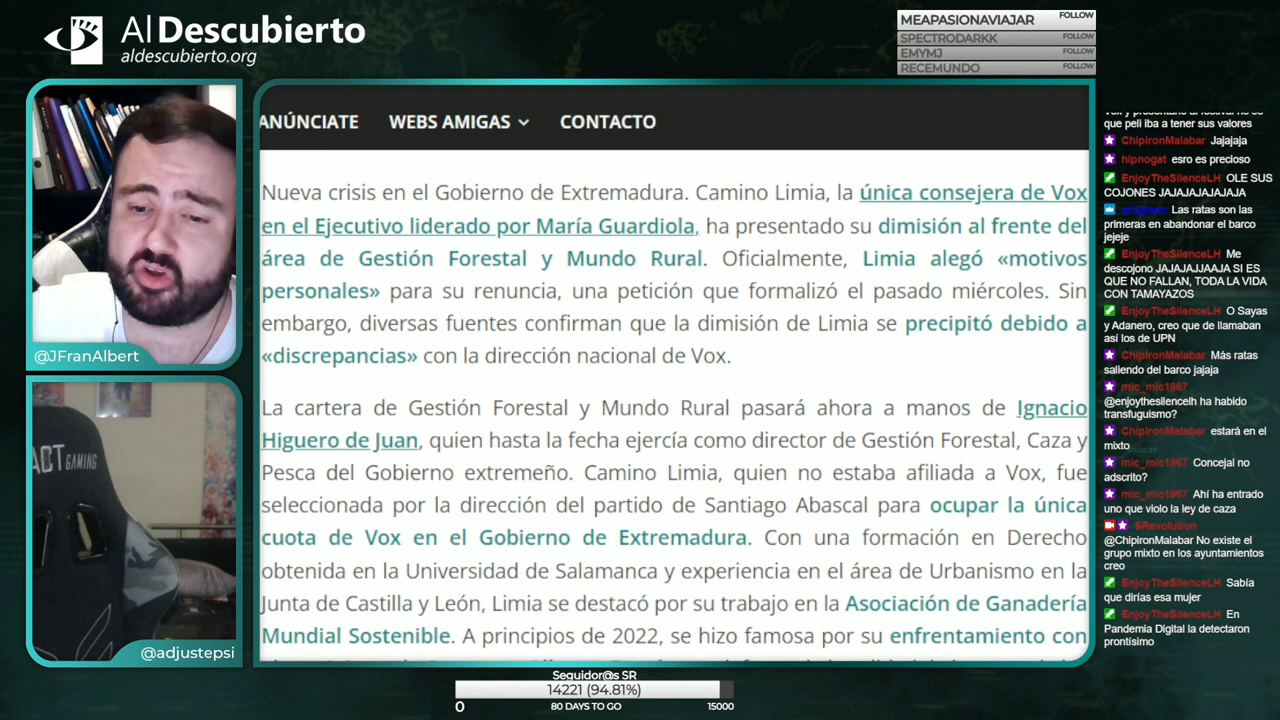 Al Descubierto
aldescubierto.org
MEAPASIONAVIAJAR FOLLOW
SPECTRODARKK FOLLOW
EMYMJ FOLLOW
RECEMUNDO FOLLOW
ANÚNCIATE WEBS AMIGAS CONTACTO
Nueva crisis en el Gobierno de Extremadura. Camino Limia, la única consejera de Vox
en el Ejecutivo liderado por María Guardiola, ha presentado su dimisión al frente del
área de Gestión Forestal y Mundo Rural. Oficialmente, Limia alegó «motivos
personales» para su renuncia, una petición que formalizó el pasado miércoles. Sin
embargo, diversas fuentes confirman que la dimisión de Limia se precipitó debido a
«discrepancias» con la dirección nacional de Vox.
La cartera de Gestión Forestal y Mundo Rural pasará ahora a manos de Ignacio
Higuero de Juan, quien hasta la fecha ejercía como director de Gestión Forestal, Caza y
Pesca del Gobierno extremeño. Camino Limia, quien no estaba afiliada a Vox, fue
seleccionada por la dirección del partido de Santiago Abascal para ocupar la única
cuota de Vox en el Gobierno de Extremadura. Con una formación en Derecho
obtenida en la Universidad de Salamanca y experiencia en el área de Urbanismo en la
Junta de Castilla y León, Limia se destacó por su trabajo en la Asociación de Ganadería
Mundial Sostenible. A principios de 2022, se hizo famosa por su enfrentamiento con
@JFranAlbert
ACT GAMING
@adjustepsi
que peli iba a tener sus valores
ChipironMalabar Jajajaja
hipnogat esro es precioso
EnjoyTheSilenceLH OLE SUS
COJONES JAJAJAJAJAJA
Las ratas son las
primeras en abandonar el barco
jejeje
EnjoyTheSilenceLH Me
descojono JAJAJAJJAAJA SI ES
QUE NO FALLAN, TODA LA VIDA
CON TAMAYAZOS
EnjoyTheSilenceLH O Sayas
y Adanero, creo que de llamaban
así los de UPN
ChipironMalabar Más ratas
saliendo del barco jajaja
mic_mic1967
@enjoythesilencelh ha habido
transfuguismo?
ChipironMalabar estará en el
mixto
mic_mic1967 Concejal no
adscrito?
mic_mic1967 Ahí ha entrado
uno que violo la ley de caza
SRevolution
@ChipironMalabar No existe el
grupo mixto en los ayuntamientos
creo
EnjoyTheSilenceLH Sabía
que dirías esa mujer
EnjoyTheSilenceLH En
Pandemia Digital la detectaron
prontísimo
Seguidor@s SR
14221 (94.81%)
0 80 DAYS TO GO 15000